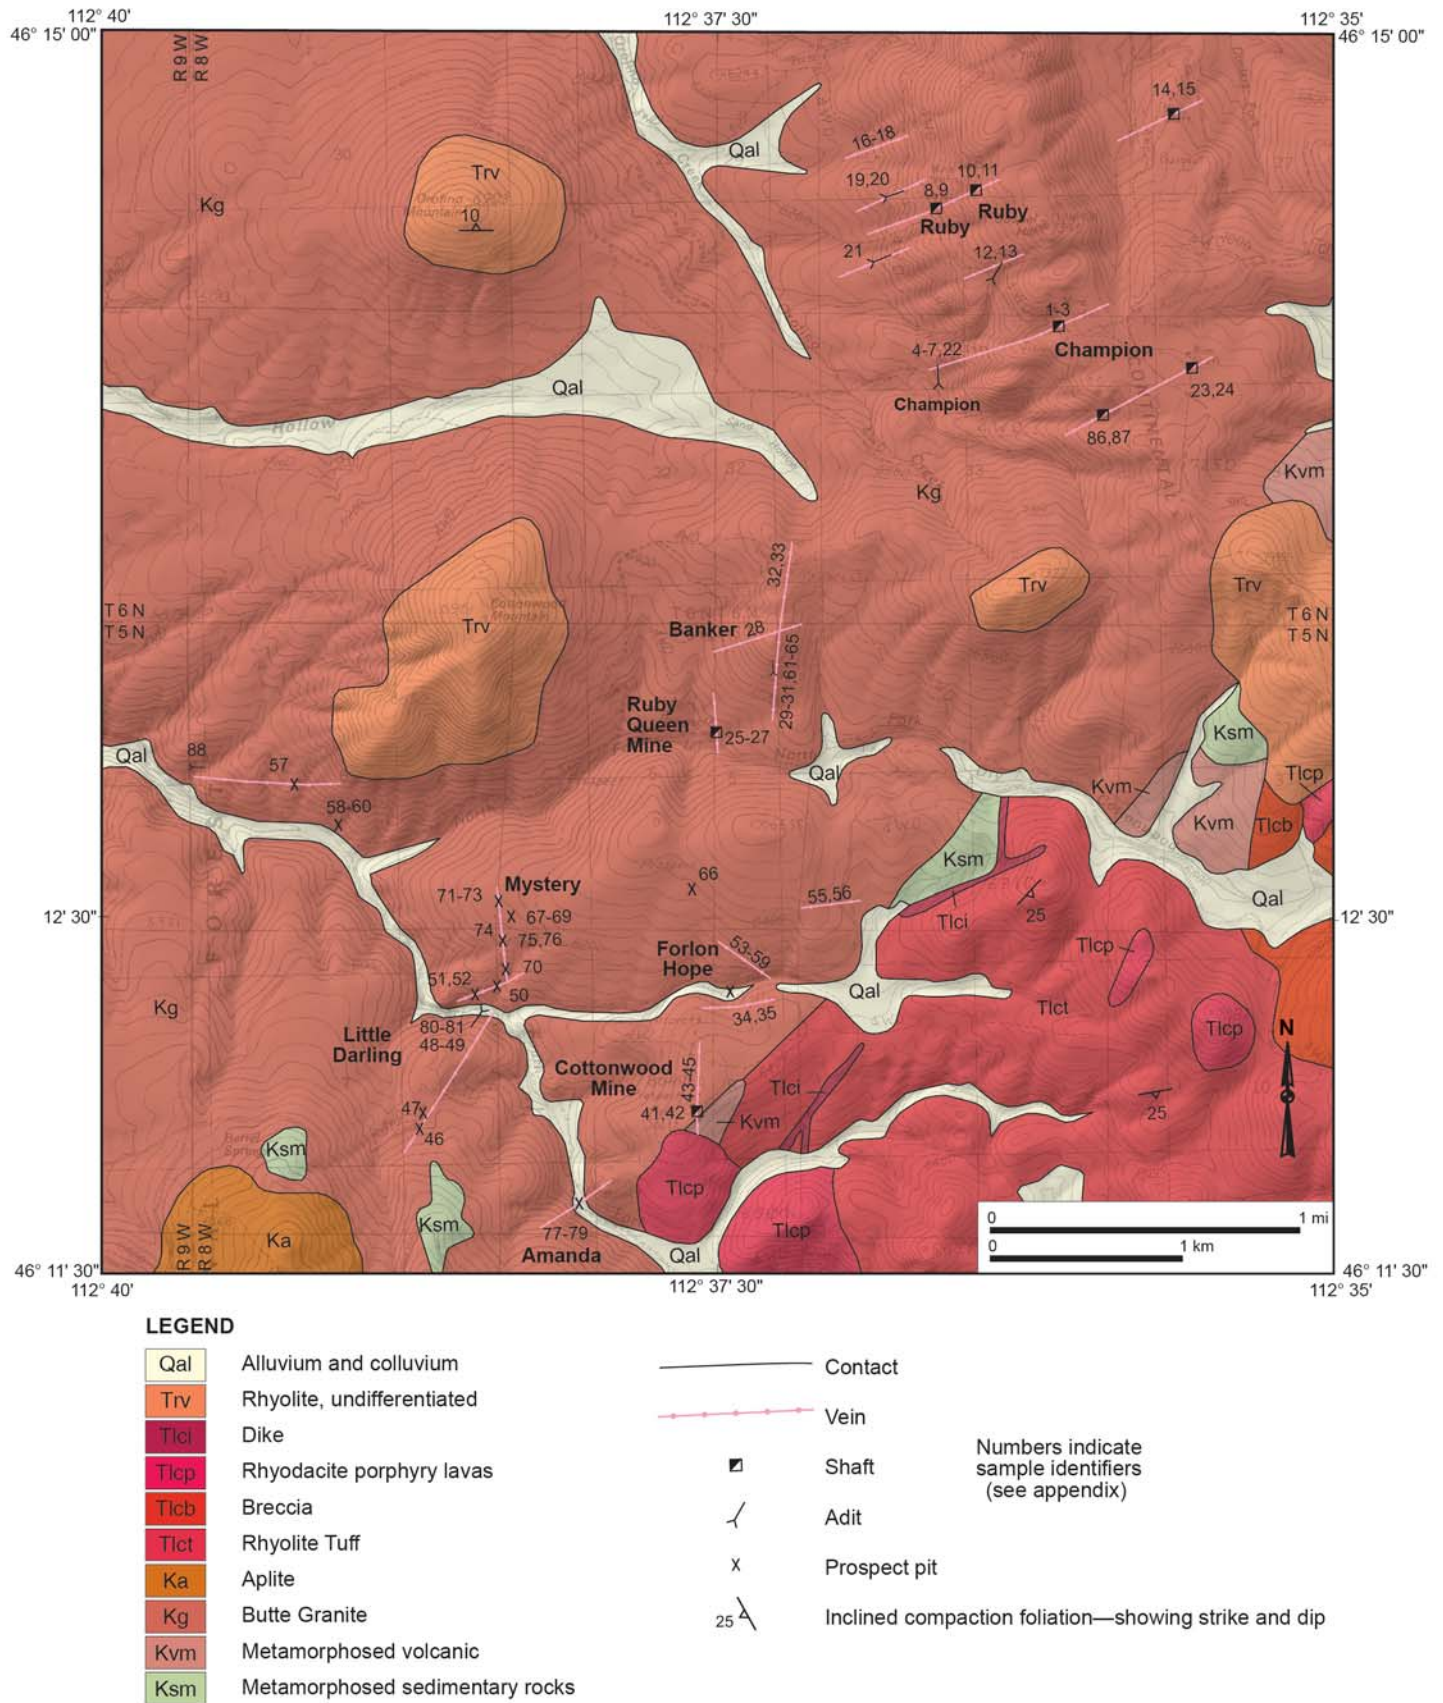 112° 40'
112° 37' 30"
112° 35'
46° 15' 00"
46° 15' 00"
R9W
R8W
14,15
16-18
Qal
Trv
10
Kg
19,20
10,11
8,9
Ruby
Ruby
21
12,13
1-3
Champion
4-7,22
Champion
23,24
86,87
Qal
Hollow
Kg
Kvm
32,33
Trv
Trv
T6N
T5N
T6N
T5N
Trv
Banker 28
29-31,61-65
Ruby
Queen
Mine
25-27
Ksm
Qal
88
57
Qal
Kvm
Tlcp
58-60
Kvm
Tlcb
Ksm
66
Mystery
71-73
67-69
74
75,76
55,56
Tlci
25
Qal
12' 30"
12' 30"
Tlcp
Forlon
Hope
53-59
70
51,52
50
Qal
Tlct
34,35
Kg
80-81
48-49
Little
Darling
Tlcp
N
Cottonwood
Mine
43-45
Tlci
47
41,42
Kvm
25
46
Ksm
Tlcp
Ksm
Tlcp
R9W
R8W
Ka
77-79
Amanda
Qal
0
1 mi
0
1 km
46° 11' 30"
46° 11' 30"
112° 40'
112° 37' 30"
112° 35'
LEGEND
Qal Alluvium and colluvium
Trv Rhyolite, undifferentiated
Tlci Dike
Tlcp Rhyodacite porphyry lavas
Tlcb Breccia
Tlct Rhyolite Tuff
Ka Aplite
Kg Butte Granite
Kvm Metamorphosed volcanic
Ksm Metamorphosed sedimentary rocks
Contact
Vein
Shaft
Adit
Prospect pit
25 Inclined compaction foliation—showing strike and dip
Numbers indicate
sample identifiers
(see appendix)